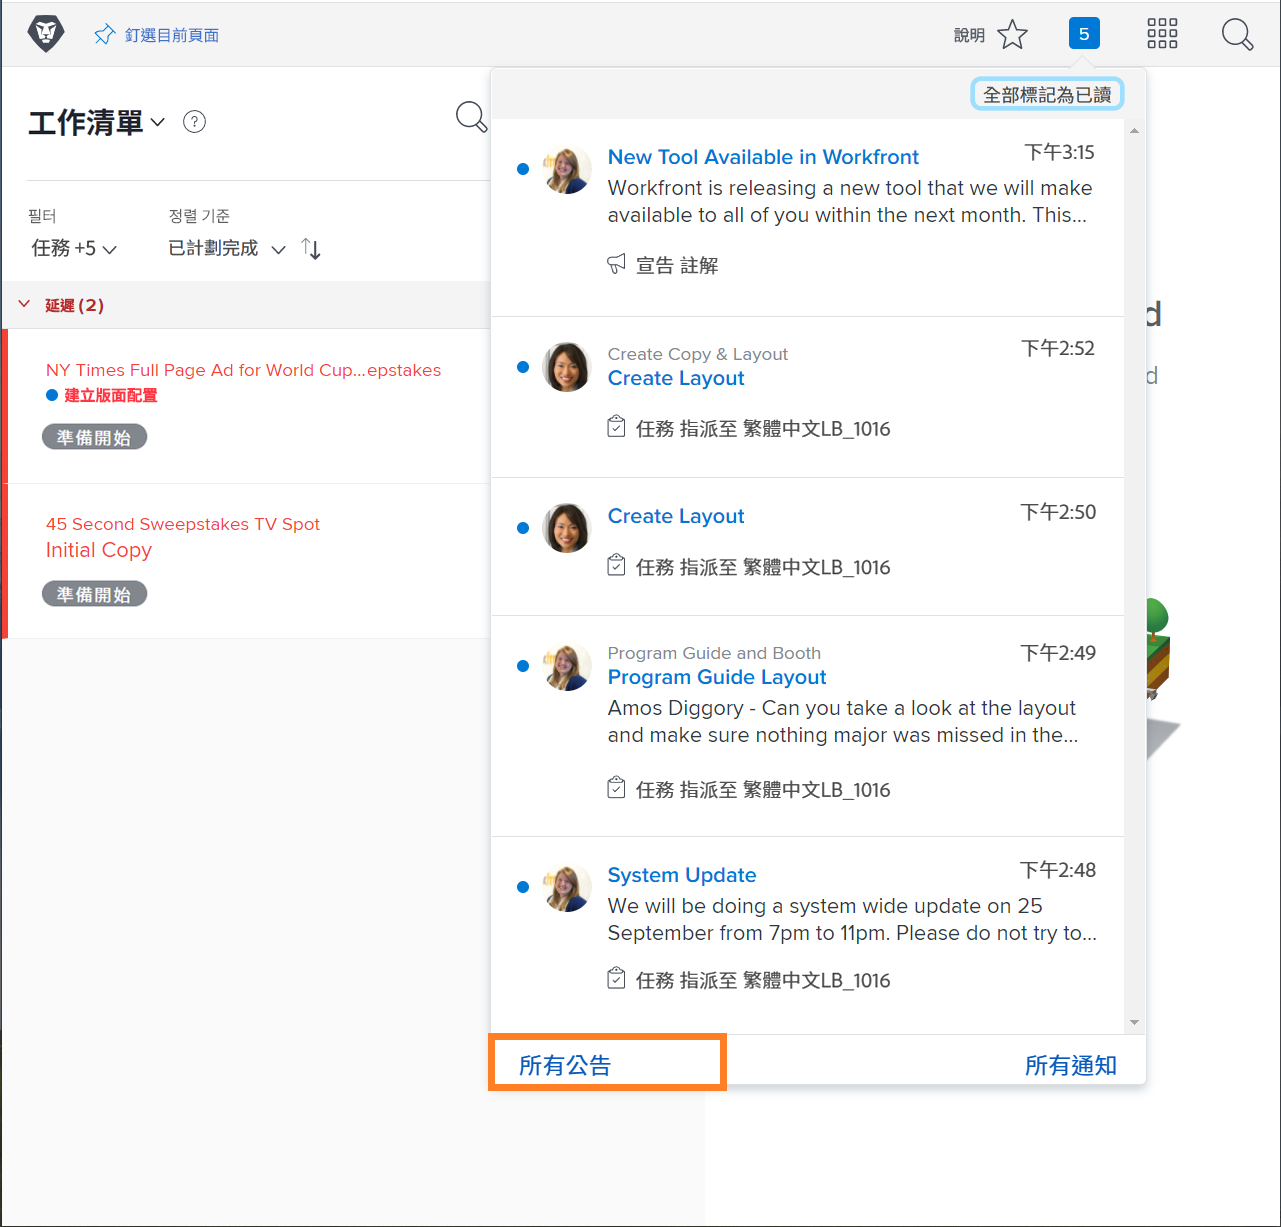 釘選目前頁面
說明
5
工作清單
?
필터
정렬 기준
任務 +5
已計劃完成
延遲 (2)
NY Times Full Page Ad for World Cup...epstakes
建立版面配置
準備開始
45 Second Sweepstakes TV Spot
Initial Copy
準備開始
全部標記為已讀
New Tool Available in Workfront
下午3:15
Workfront is releasing a new tool that we will make
available to all of you within the next month. This...
宣告 註解
Create Copy & Layout
下午2:52
Create Layout
任務 指派至 繁體中文LB_1016
Create Layout
下午2:50
任務 指派至 繁體中文LB_1016
Program Guide and Booth
下午2:49
Program Guide Layout
Amos Diggory - Can you take a look at the layout
and make sure nothing major was missed in the...
任務 指派至 繁體中文LB_1016
System Update
下午2:48
We will be doing a system wide update on 25
September from 7pm to 11pm. Please do not try to...
任務 指派至 繁體中文LB_1016
所有公告
所有通知
d
d